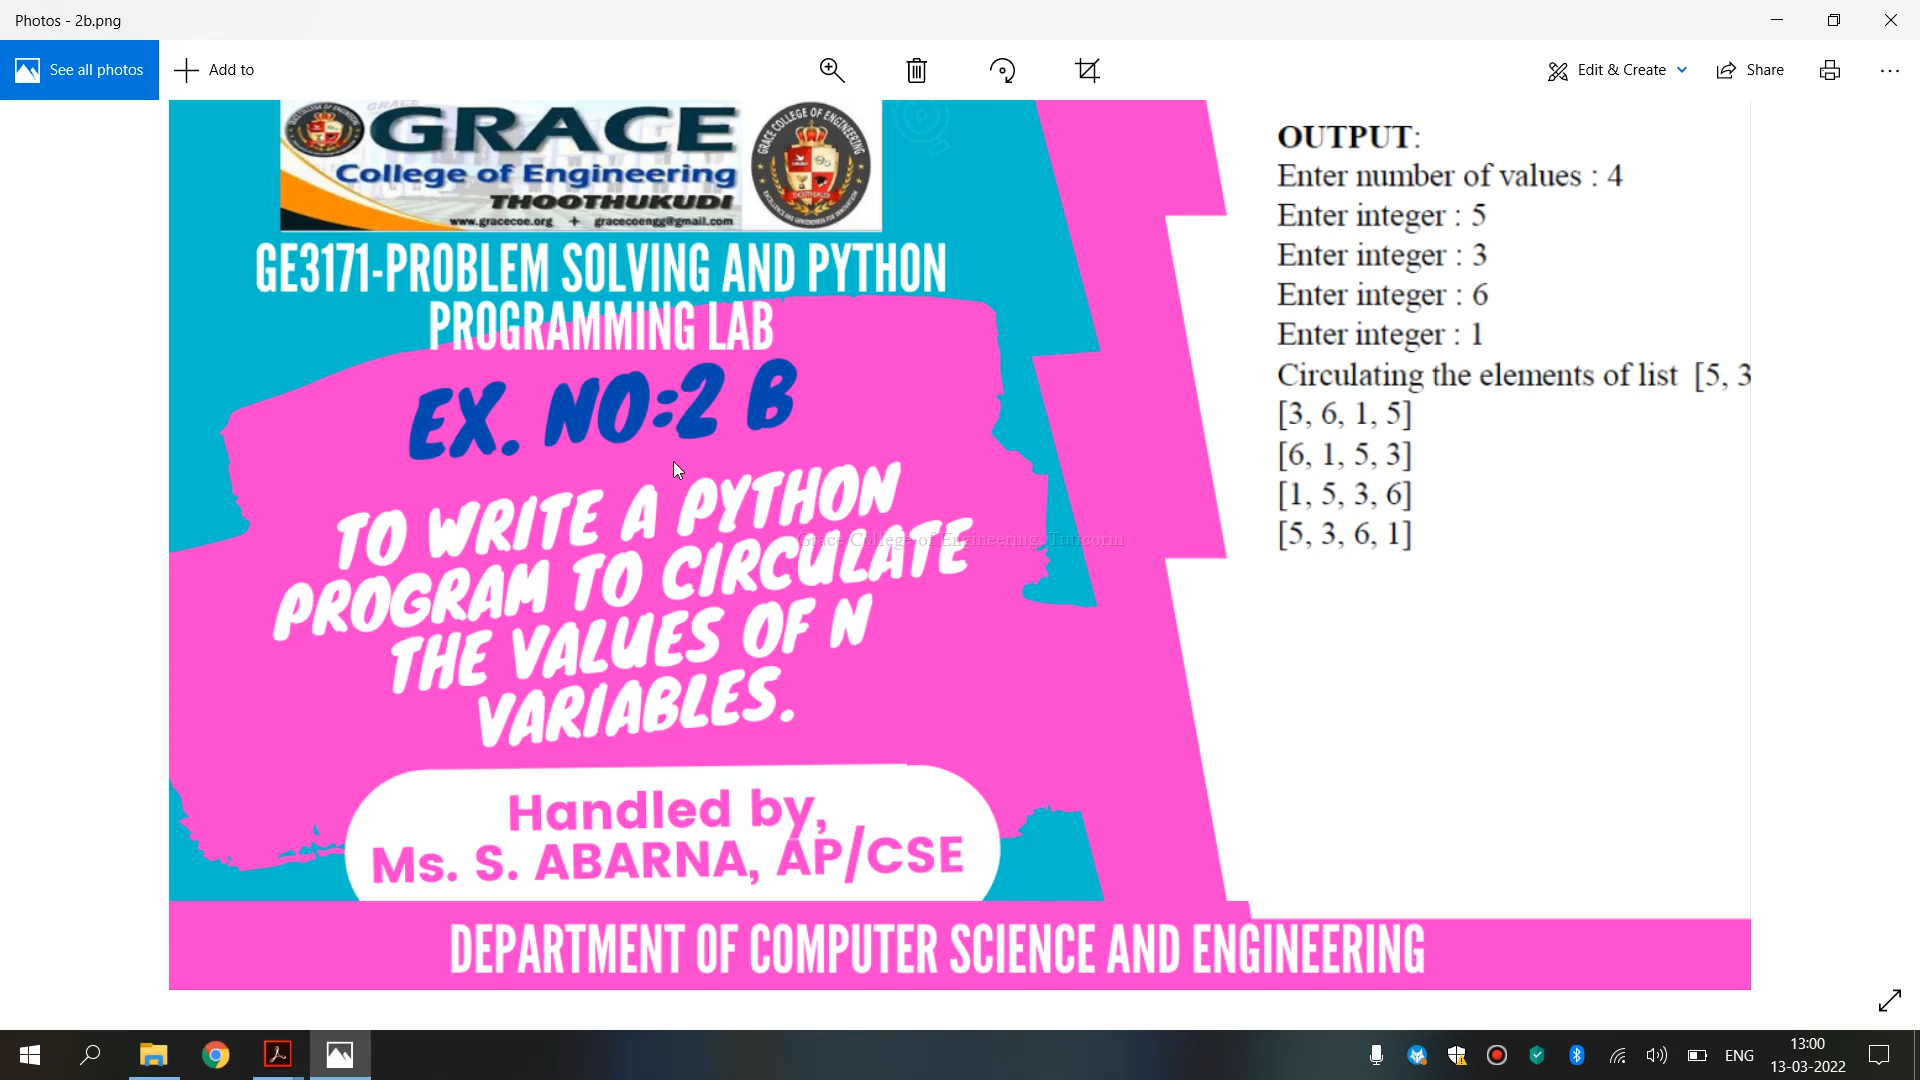 Photos - 2b.png
See all photos
Add to
Edit & Create
Share
GRACE
College of Engineering
THOOTHUKUDI
www.gracecoe.org + gracecoengg@gmail.com
GRACE COLLEGE OF ENGINEERING
GE3171-PROBLEM SOLVING AND PYTHON
PROGRAMMING LAB
EX. NO:2 B
TO WRITE A PYTHON
PROGRAM TO CIRCULATE
THE VALUES OF N
VARIABLES.
Grace College of Engineering, Tuticorin
Handled by,
Ms. S. ABARNA, AP/CSE
DEPARTMENT OF COMPUTER SCIENCE AND ENGINEERING
OUTPUT:
Enter number of values : 4
Enter integer : 5
Enter integer : 3
Enter integer : 6
Enter integer : 1
Circulating the elements of list [5, 3
[3, 6, 1, 5]
[6, 1, 5, 3]
[1, 5, 3, 6]
[5, 3, 6, 1]
ENG
13:00
13-03-2022